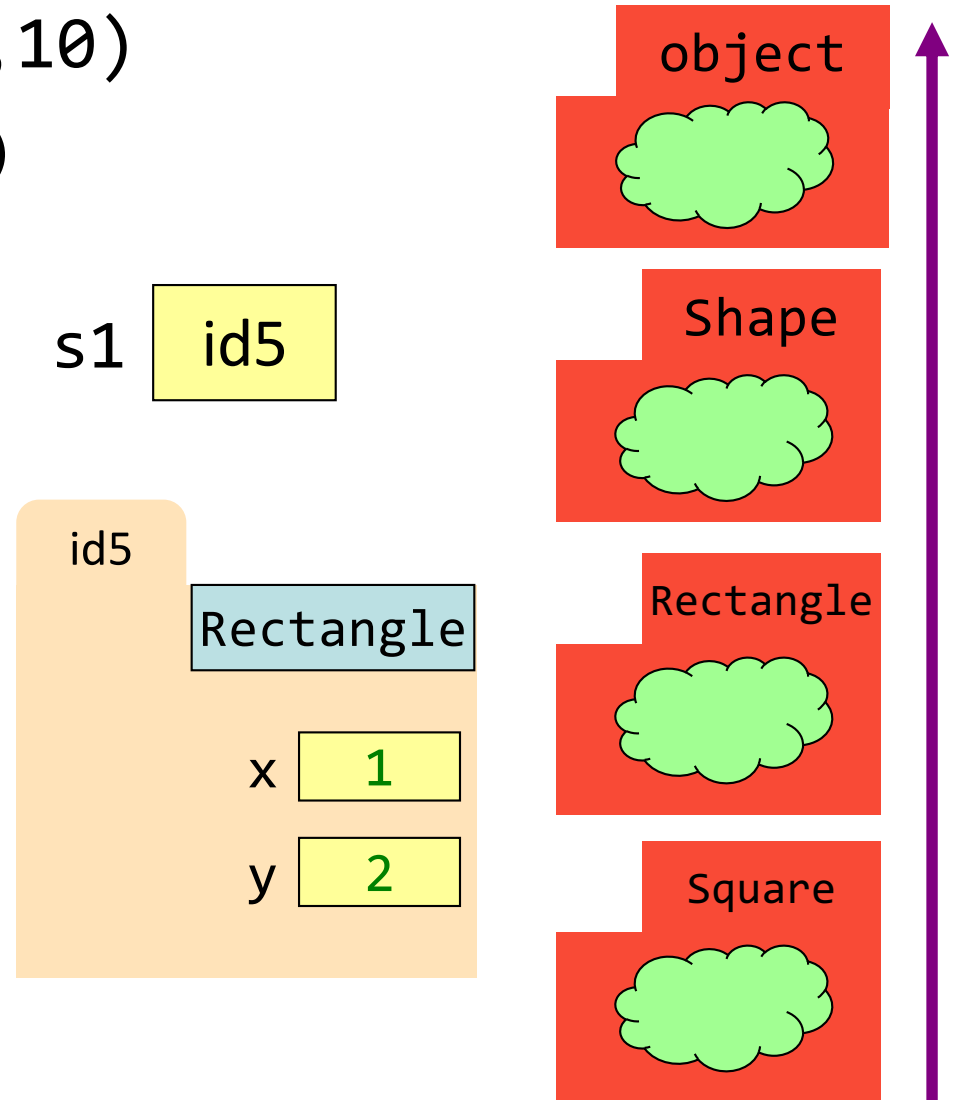 10)
)
s1 id5
id5
Rectangle
x 1
y 2
object
Shape
Rectangle
Square